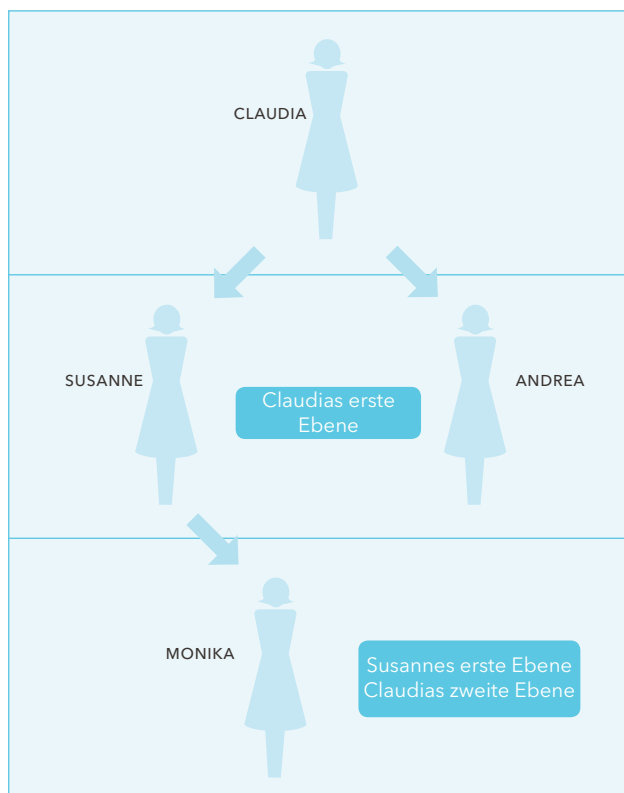 CLAUDIA
SUSANNE
Claudias erste
Ebene
ANDREA
MONIKA
Susannes erste Ebene
Claudias zweite Ebene